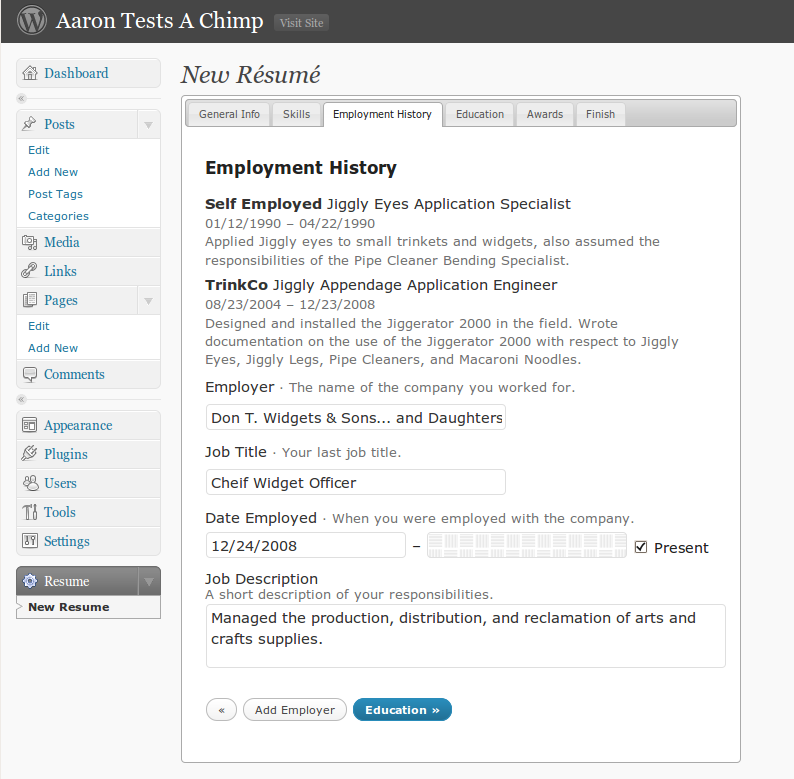 Aaron Tests A Chimp Visit Site
Dashboard
«
Posts
Edit
Add New
Post Tags
Categories
Media
Links
Pages
Edit
Add New
Comments
«
Appearance
Plugins
Users
Tools
Settings
Resume
New Resume
New Résumé
General Info Skills Employment History Education Awards Finish
Employment History
Self Employed Jiggly Eyes Application Specialist
01/12/1990 – 04/22/1990
Applied Jiggly eyes to small trinkets and widgets, also assumed the
responsibilities of the Pipe Cleaner Bending Specialist.
TrinkCo Jiggly Appendage Application Engineer
08/23/2004 – 12/23/2008
Designed and installed the Jiggerator 2000 in the field. Wrote
documentation on the use of the Jiggerator 2000 with respect to Jiggly
Eyes, Jiggly Legs, Pipe Cleaners, and Macaroni Noodles.
Employer · The name of the company you worked for.
Don T. Widgets & Sons... and Daughters
Job Title · Your last job title.
Cheif Widget Officer
Date Employed · When you were employed with the company.
12/24/2008 – Present
Job Description
A short description of your responsibilities.
Managed the production, distribution, and reclamation of arts and
crafts supplies.
« Add Employer Education »